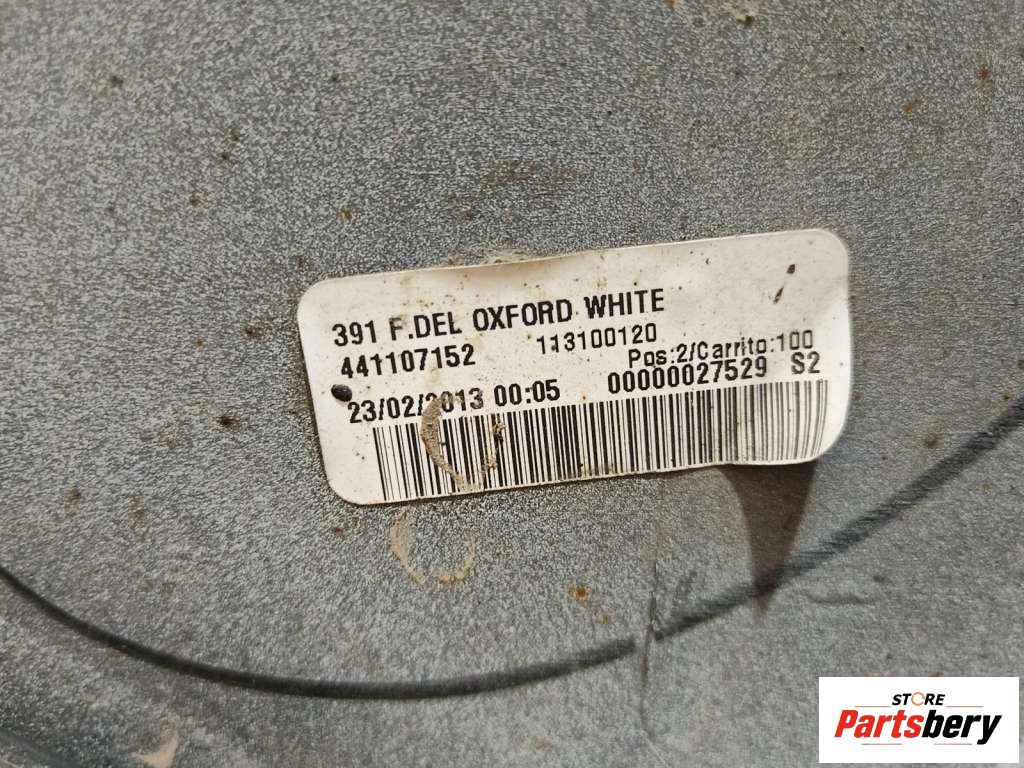 391 F.DEL OXFORD WHITE
441107152 113100120 Pos:2/Carrito:100
23/02/2013 00:05 00000027529 S2
STORE
Partsbery